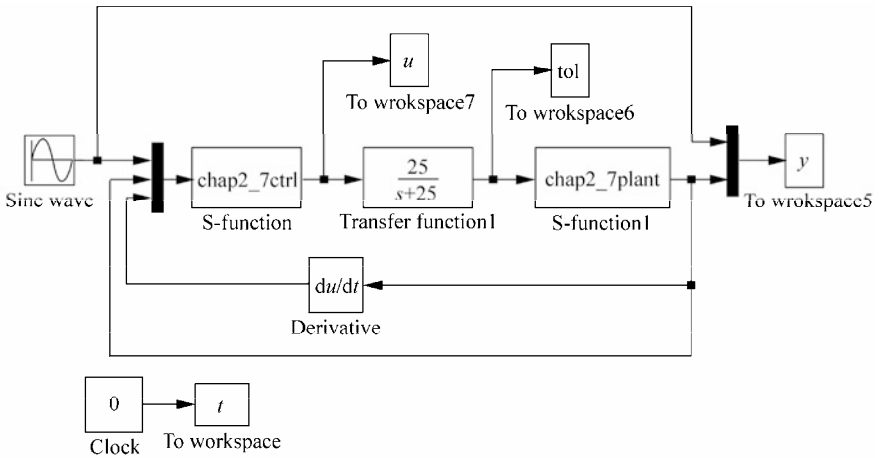 u
To wrokspace7
tol
To wrokspace6
Sine wave
chap2_7ctrl
S-function
25
s+25
Transfer function1
chap2_7plant
S-function1
y
To wrokspace5
du/dt
Derivative
0
Clock
t
To workspace